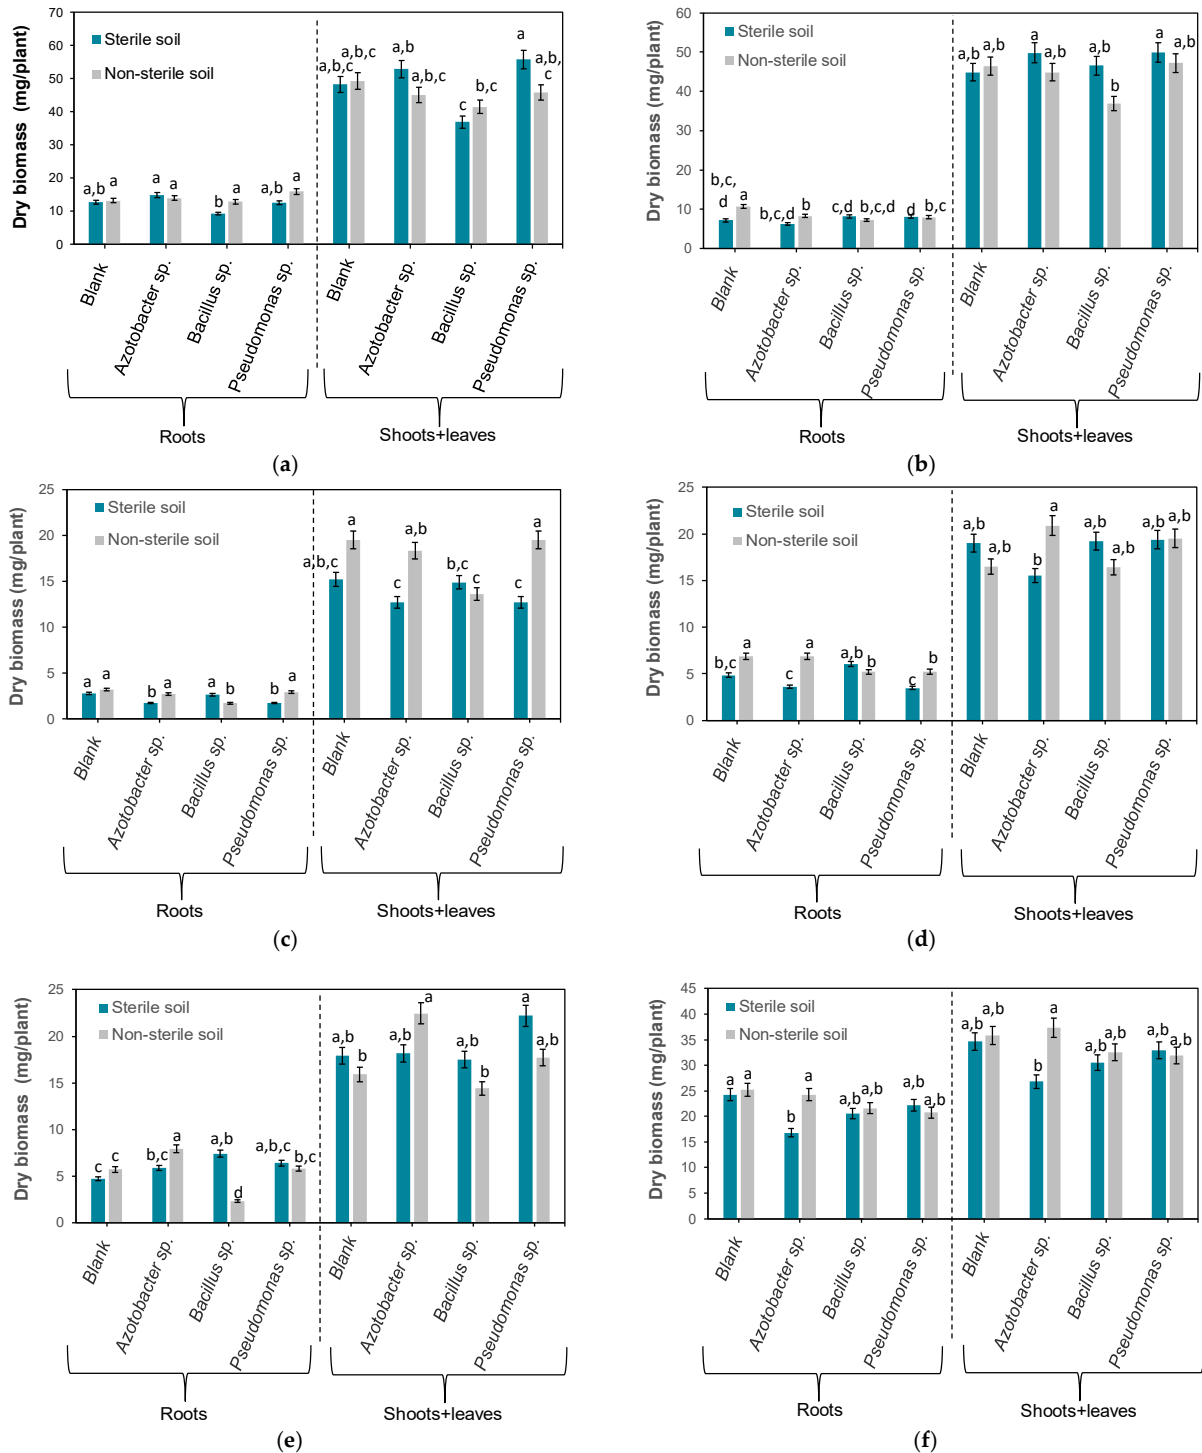 70
60
50
40
30
20
10
0
Dry biomass (mg/plant)
Sterile soil
Non-sterile soil
a,b a a a b a a,b a
a,b,c a,b,c a,b a,b,c c b,c a a,b, c
Blank
Azotobacter sp.
Bacillus sp.
Pseudomonas sp.
Blank
Azotobacter sp.
Bacillus sp.
Pseudomonas sp.
Roots
Shoots+leaves
(a)
60
50
40
30
20
10
0
Dry biomass (mg/plant)
Sterile soil
Non-sterile soil
b,c, d a b,c,d b c,d b,c,d d b,c
a,b a,b a a,b a,b b a a,b
Blank
Azotobacter sp.
Bacillus sp.
Pseudomonas sp.
Blank
Azotobacter sp.
Bacillus sp.
Pseudomonas sp.
Roots
Shoots+leaves
(b)
25
20
15
10
5
0
Dry biomass (mg/plant)
Sterile soil
Non-sterile soil
a a b a a b b a
a,b,c a c a,b b,c c c a
Blank
Azotobacter sp.
Bacillus sp.
Pseudomonas sp.
Blank
Azotobacter sp.
Bacillus sp.
Pseudomonas sp.
Roots
Shoots+leaves
(c)
25
20
15
10
5
0
Dry biomass (mg/plant)
Sterile soil
Non-sterile soil
b,c a c a a,b b c b
a,b a,b b a a,b a,b a,b a,b
Blank
Azotobacter sp.
Bacillus sp.
Pseudomonas sp.
Blank
Azotobacter sp.
Bacillus sp.
Pseudomonas sp.
Roots
Shoots+leaves
(d)
25
20
15
10
5
0
Dry biomass (mg/plant)
Sterile soil
Non-sterile soil
c c b,c a a,b d a,b,c b,c
a,b b a,b a a,b b a a,b
Blank
Azotobacter sp.
Bacillus sp.
Pseudomonas sp.
Blank
Azotobacter sp.
Bacillus sp.
Pseudomonas sp.
Roots
Shoots+leaves
(e)
45
40
35
30
25
20
15
10
5
0
Dry biomass (mg/plant)
Sterile soil
Non-sterile soil
a a b a a,b a,b a,b a,b
a,b a,b b a a,b a,b a,b a,b
Blank
Azotobacter sp.
Bacillus sp.
Pseudomonas sp.
Blank
Azotobacter sp.
Bacillus sp.
Pseudomonas sp.
Roots
Shoots+leaves
(f)